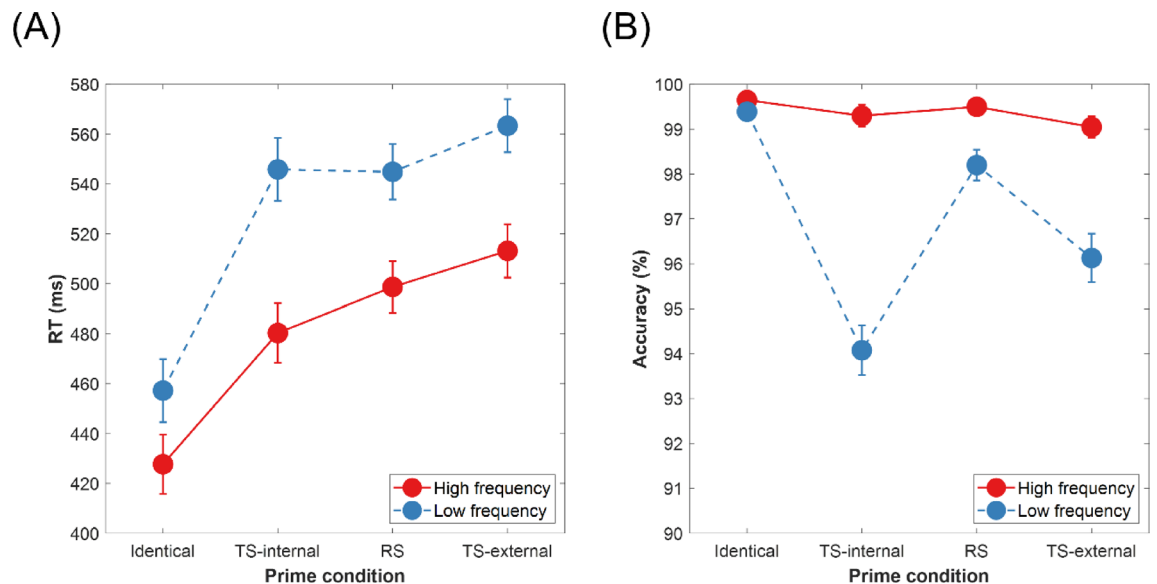 (A)
580
560
540
520
500
480
460
440
420
400
RT (ms)
Identical TS-internal RS TS-external
Prime condition
High frequency
Low frequency
(B)
100
99
98
97
96
95
94
93
92
91
90
Accuracy (%)
Identical TS-internal RS TS-external
Prime condition
High frequency
Low frequency